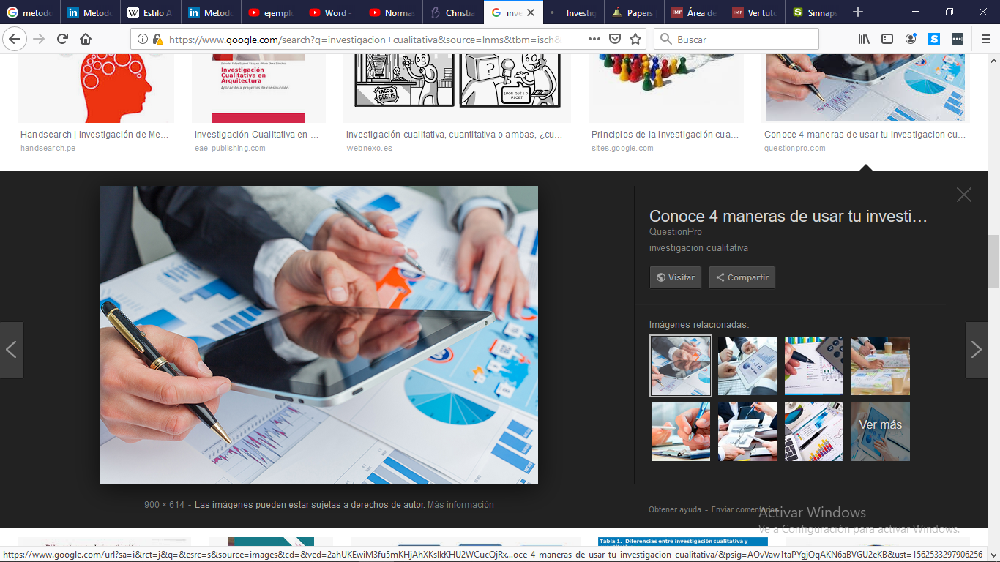 metodo
Metodo
Estilo A
Metodo
ejemplo
Word -
Normas
Christia
inve
Investig
Papers
Área de
Ver tuto
Sinnaps
https://www.google.com/search?q=investigacion+cualitativa&source=lnms&tbm=isch&
Buscar
Salvador Felipe Espinet Vázquez - María Elena Sánchez
Investigación
Cualitativa en
Arquitectura
Aplicación a proyectos de construcción
TACOS
GRATIS
¿POR QUÉ LO
DICE?
Handsearch | Investigación de Me...
handsearch.pe
Investigación Cualitativa en ...
eae-publishing.com
Investigación cualitativa, cuantitativa o ambas, ¿cu...
webnexo.es
Principios de la investigación cua...
sites.google.com
Conoce 4 maneras de usar tu investigacion cu...
questionpro.com
Conoce 4 maneras de usar tu investi...
QuestionPro
investigacion cualitativa
Visitar
Compartir
Imágenes relacionadas:
Ver más
900 × 614 - Las imágenes pueden estar sujetas a derechos de autor. Más información
Obtener ayuda - Enviar comentarios
Activar Windows
Ve a Configuración para activar Windows.
Tabla 1. Diferencias entre investigación cualitativa y
https://www.google.com/url?sa=i&rct=j&q=&esrc=s&source=images&cd=&ved=2ahUKEwiM3fu5mKHjAhXKslkKHU2WCucQjRx...oce-4-maneras-de-usar-tu-investigacion-cualitativa/&psig=AOvVaw1taPYgjQqAKN6aBVGU2eKB&ust=1562533297906256